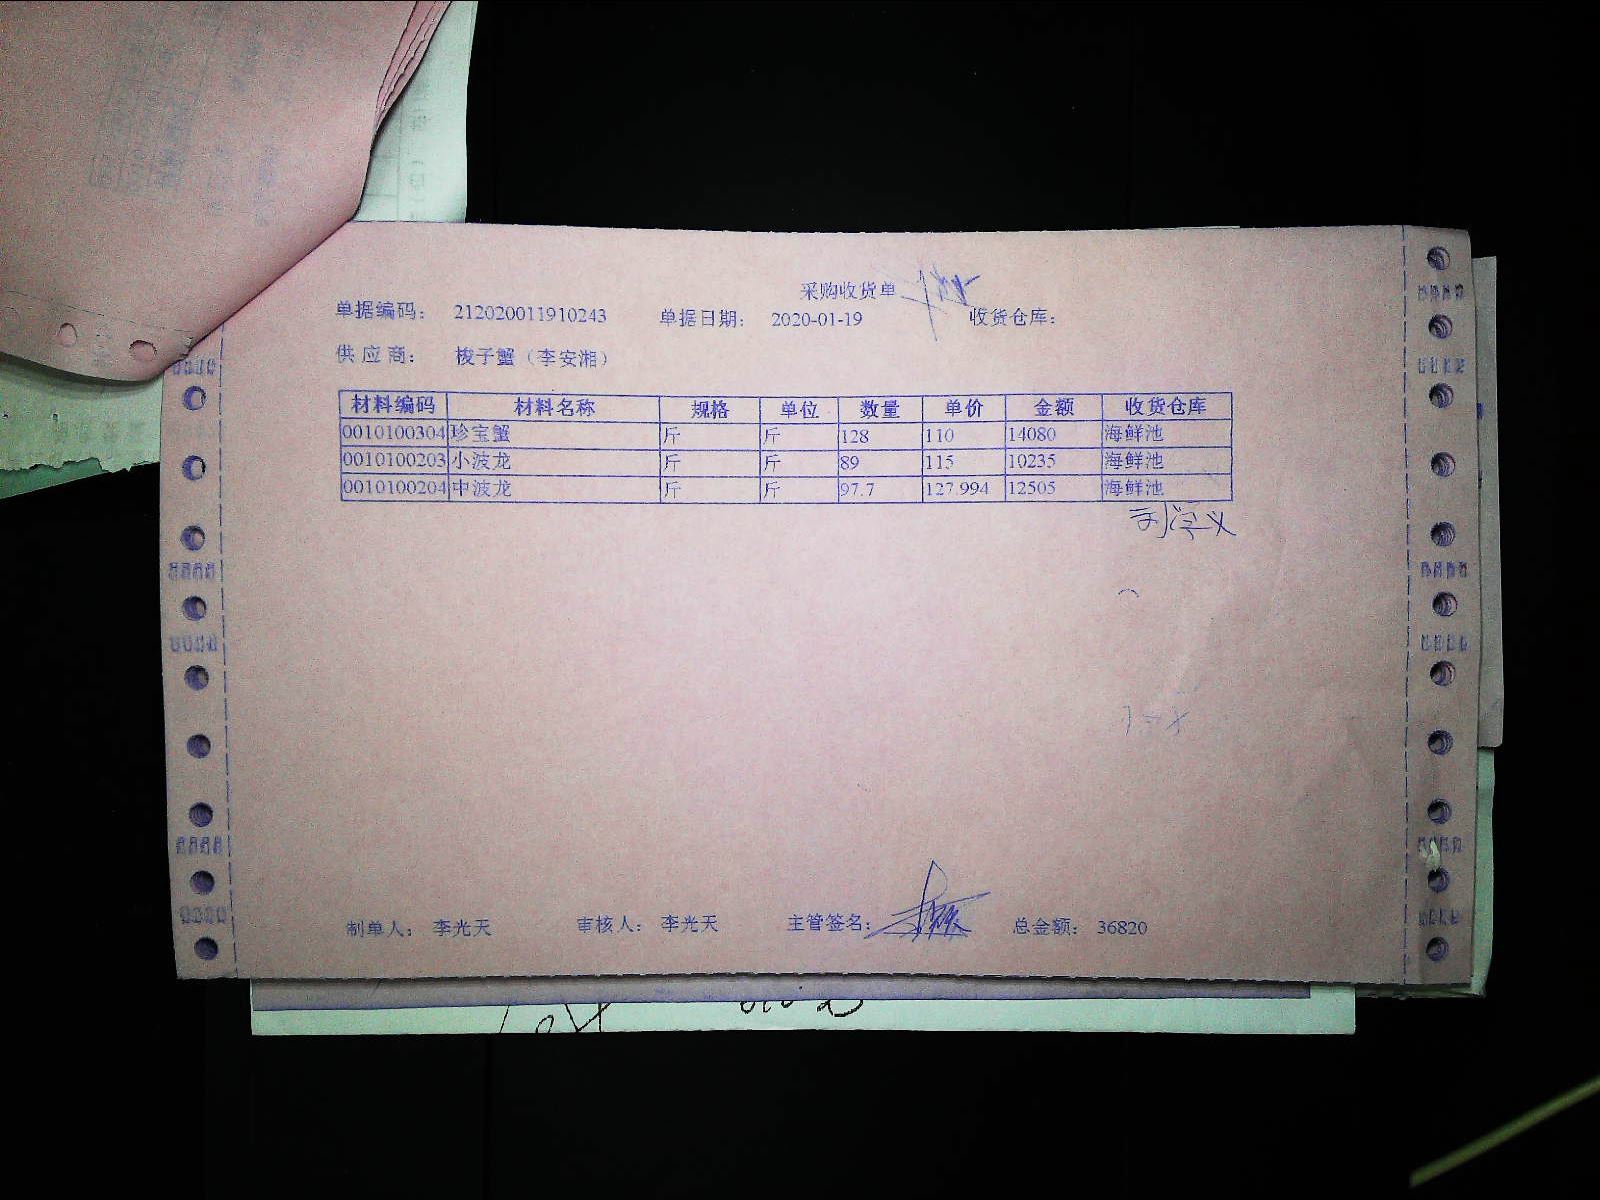 采购收货单
单据编码： 212020011910243 单据日期： 2020-01-19 收货仓库：
供 应 商： 梭子蟹（李安湘）
材料编码 材料名称 规格 单位 数量 单价 金额 收货仓库
0010100304 珍宝蟹 斤 斤 128 110 14080 海鲜池
0010100203 小波龙 斤 斤 89 115 10235 海鲜池
0010100204 中波龙 斤 斤 97.7 127.994 12505 海鲜池
制单人： 李光天 审核人： 李光天 主管签名： 总金额： 36820